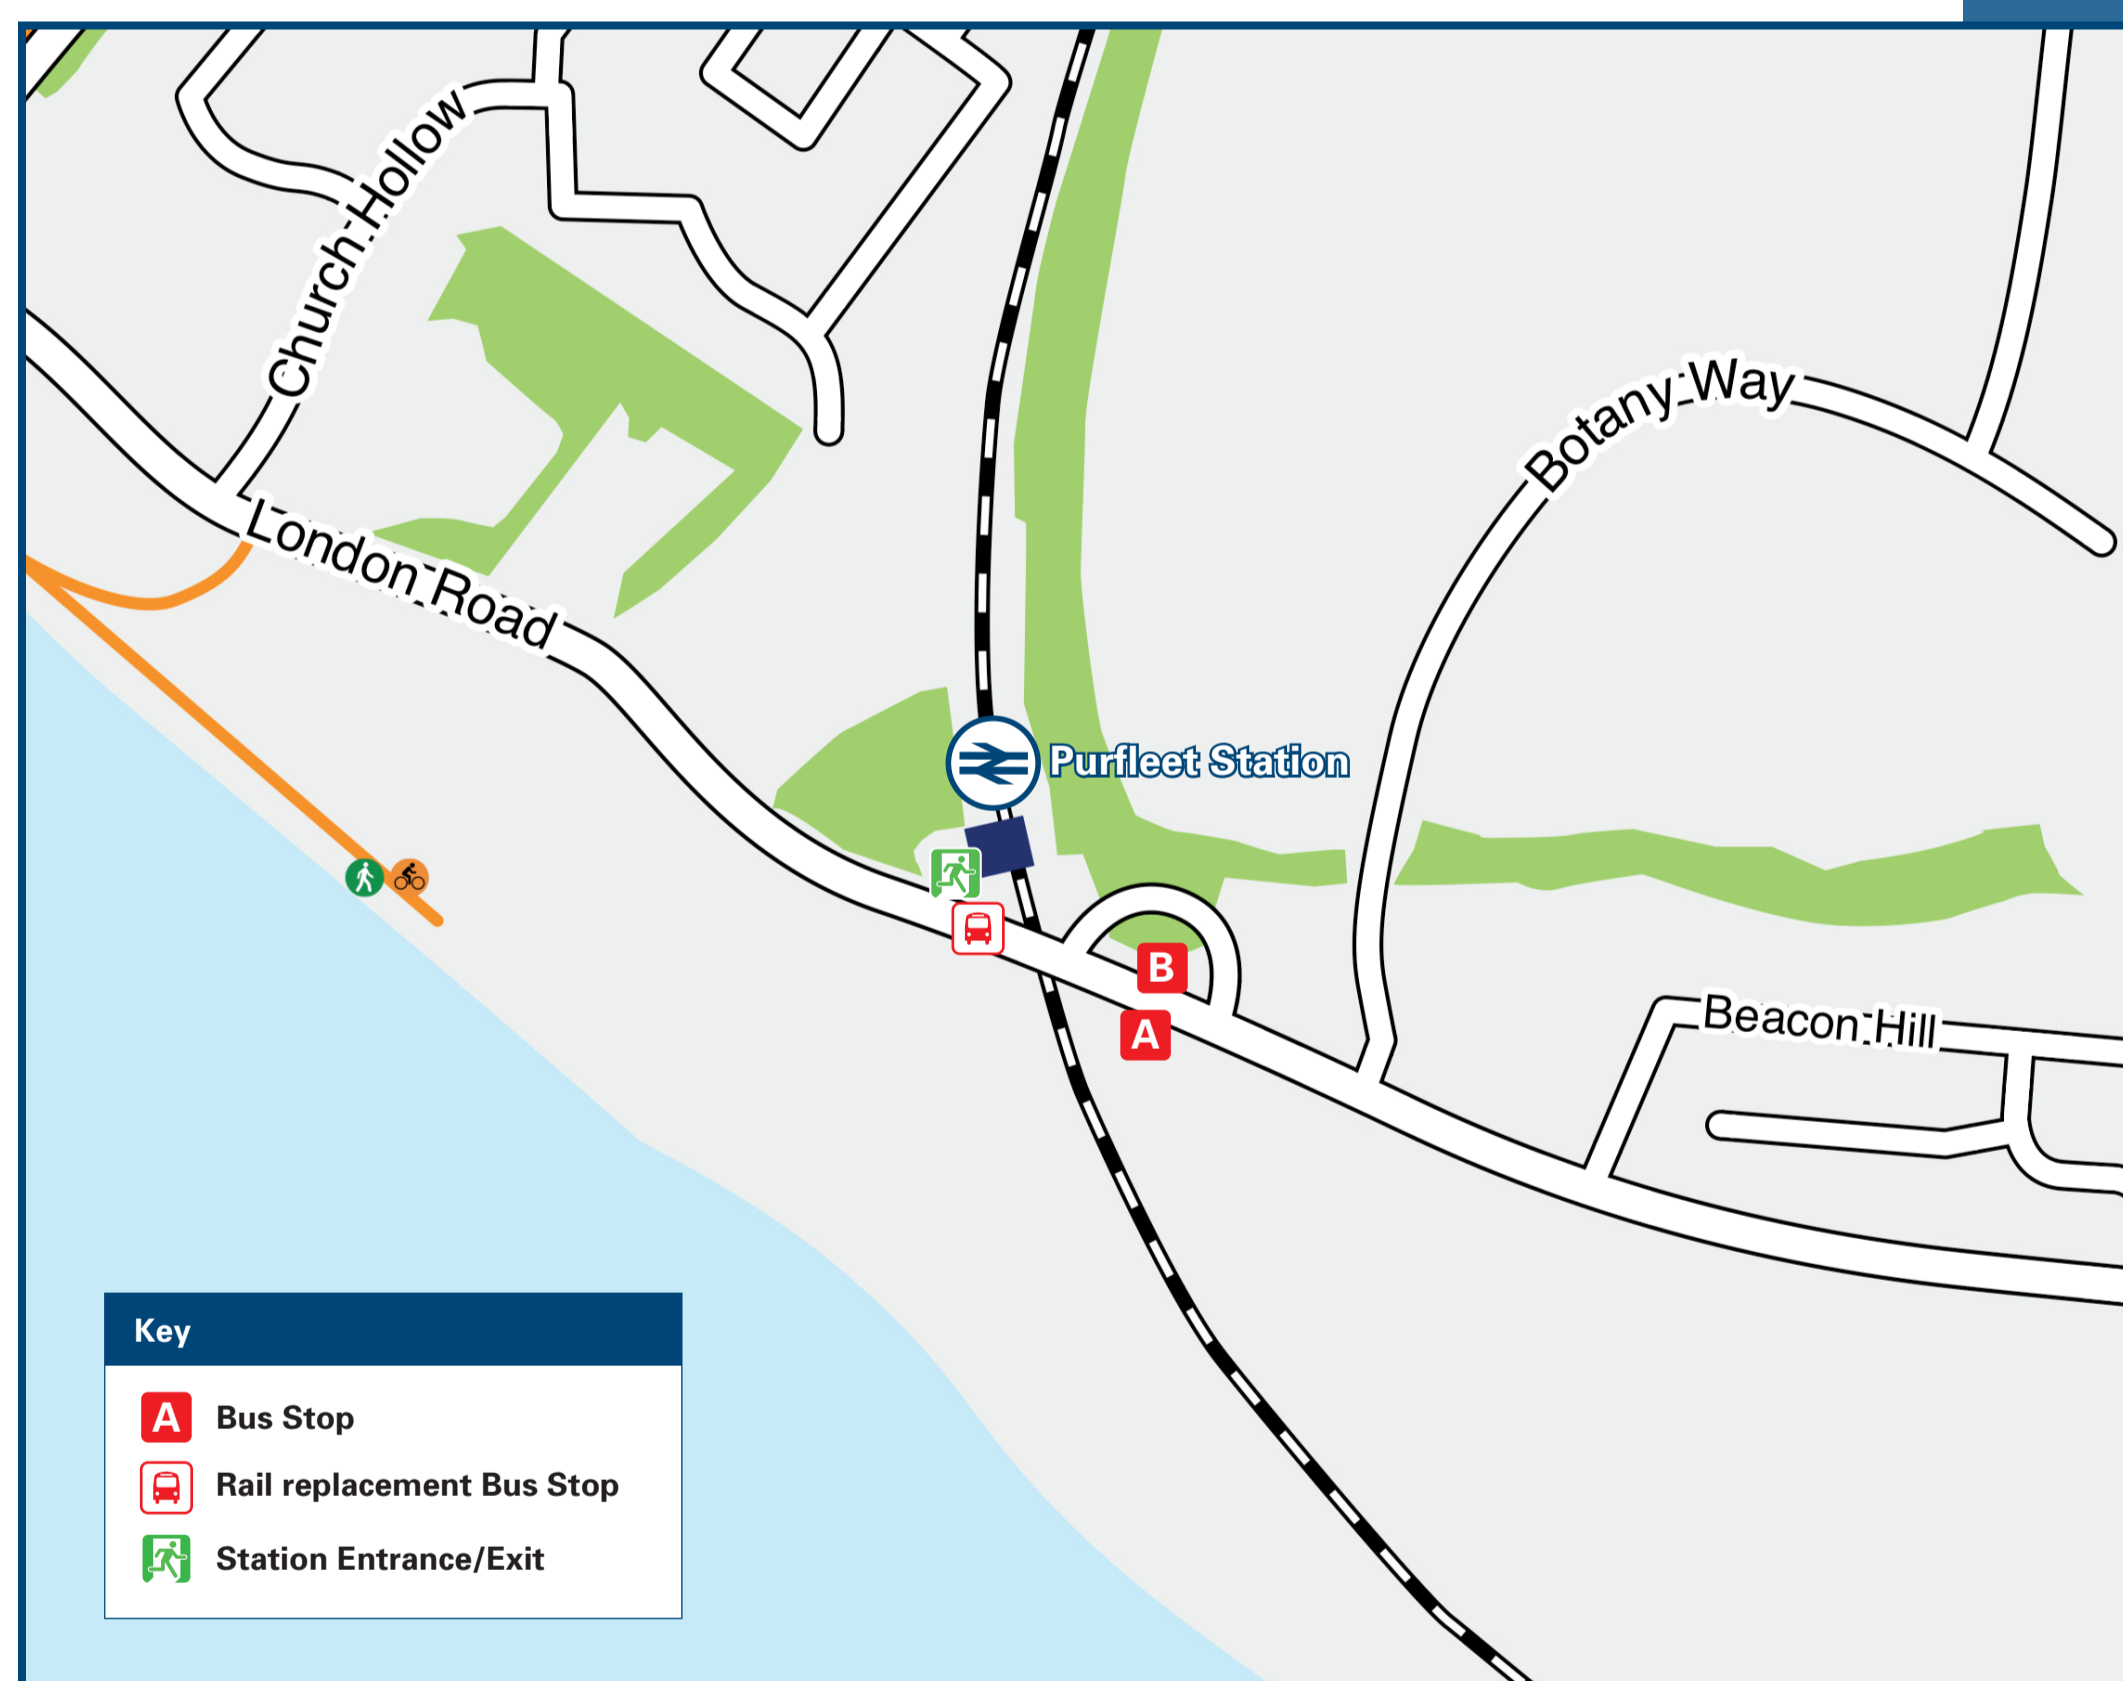 Church Hollow
Botany Way
London Road
Purfleet Station
B
A
Beacon Hill
Key
A Bus Stop
Rail replacement Bus Stop
Station Entrance/Exit